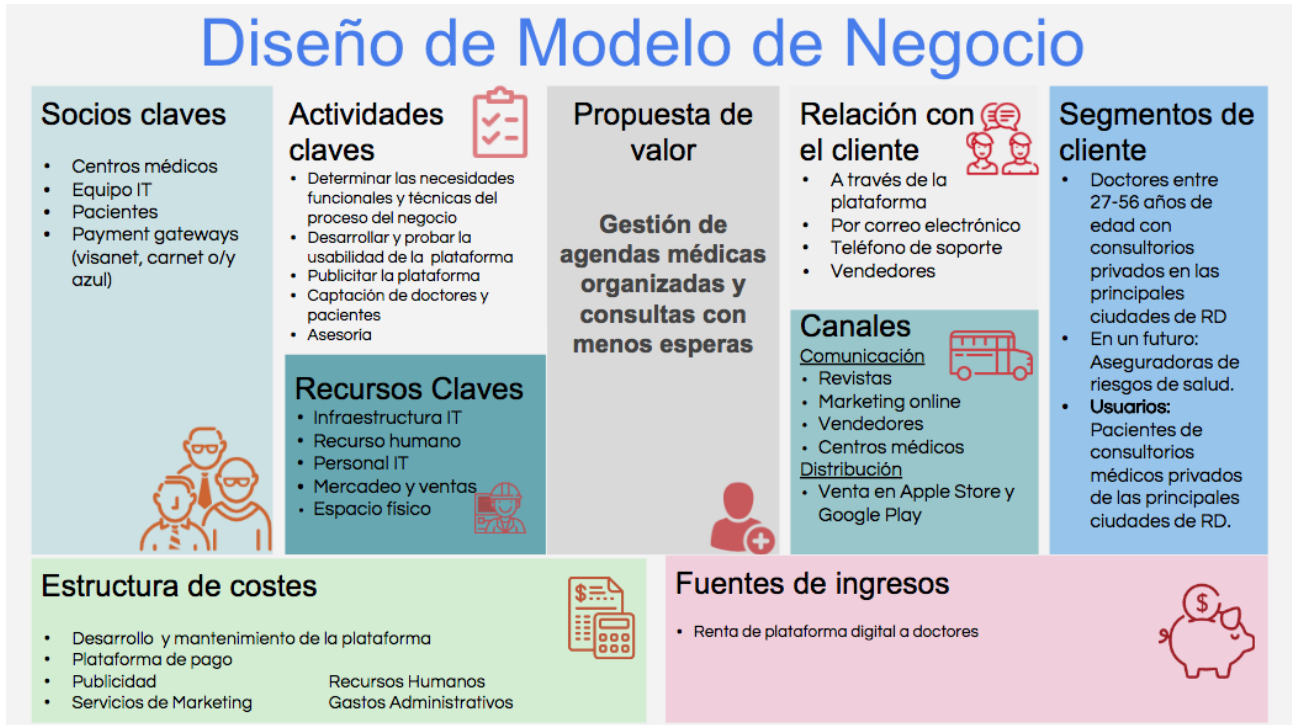 Diseño de Modelo de Negocio
Socios claves
• Centros médicos
• Equipo IT
• Pacientes
• Payment gateways
(visanet, carnet o/y
azul)
Actividades
claves
• Determinar las necesidades
funcionales y técnicas del
proceso del negocio
• Desarrollar y probar la
usabilidad de la plataforma
• Publicitar la plataforma
• Captación de doctores y
pacientes
• Asesoría
Recursos Claves
• Infraestructura IT
• Recurso humano
• Personal IT
• Mercadeo y ventas
• Espacio físico
Propuesta de
valor
Gestión de
agendas médicas
organizadas y
consultas con
menos esperas
Relación con
el cliente
• A través de la
plataforma
• Por correo electrónico
• Teléfono de soporte
• Vendedores
Canales
Comunicación
• Revistas
• Marketing online
• Vendedores
• Centros médicos
Distribución
• Venta en Apple Store y
Google Play
Segmentos de
cliente
• Doctores entre
27-56 años de
edad con
consultorios
privados en las
principales
ciudades de RD
• En un futuro:
Aseguradoras de
riesgos de salud.
• Usuarios:
Pacientes de
consultorios
médicos privados
de las principales
ciudades de RD.
Estructura de costes
• Desarrollo y mantenimiento de la plataforma
• Plataforma de pago
• Publicidad
• Servicios de Marketing
Recursos Humanos
Gastos Administrativos
$
Fuentes de ingresos
• Renta de plataforma digital a doctores
$